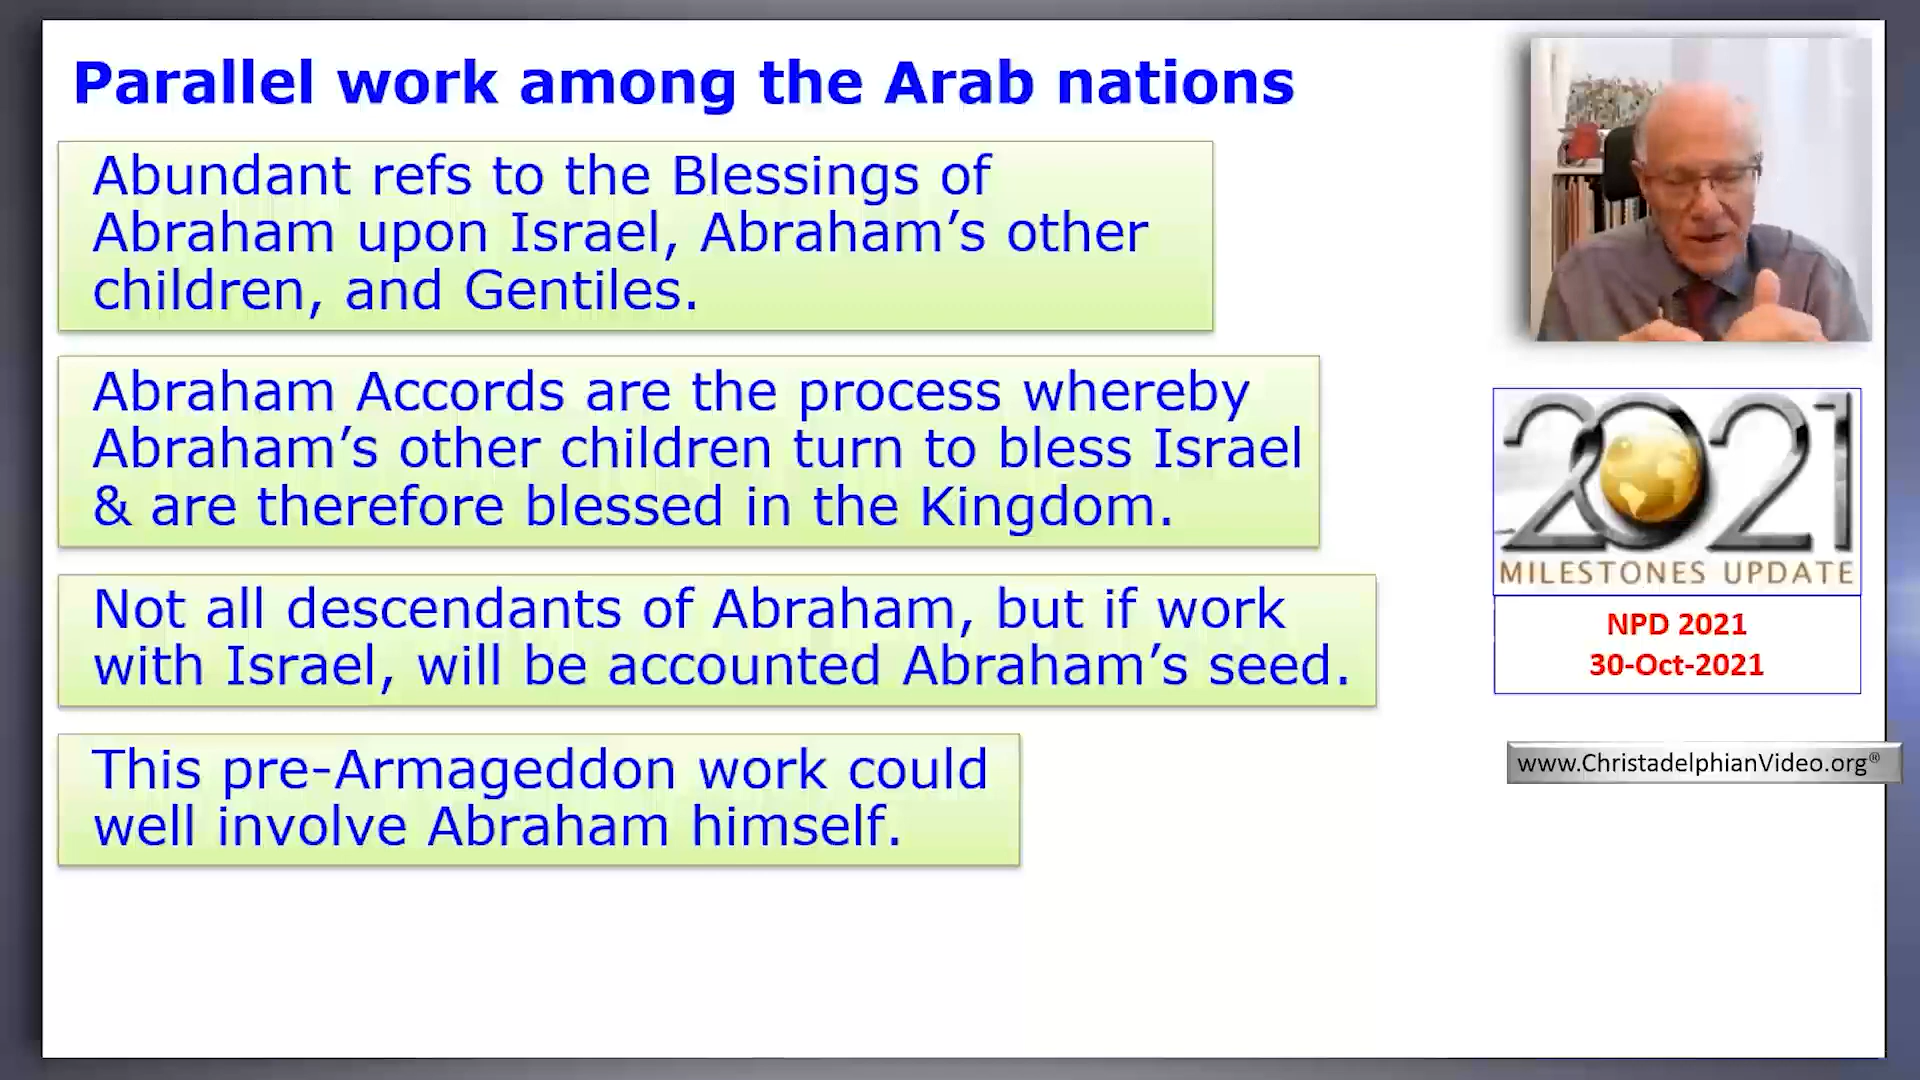 Parallel work among the Arab nations
Abundant refs to the Blessings of
Abraham upon Israel, Abraham’s other
children, and Gentiles.
Abraham Accords are the process whereby
Abraham’s other children turn to bless Israel
& are therefore blessed in the Kingdom.
Not all descendants of Abraham, but if work
with Israel, will be accounted Abraham’s seed.
This pre-Armageddon work could
well involve Abraham himself.
2021
MILESTONES UPDATE
NPD 2021
30-Oct-2021
www.ChristadelphianVideo.org®